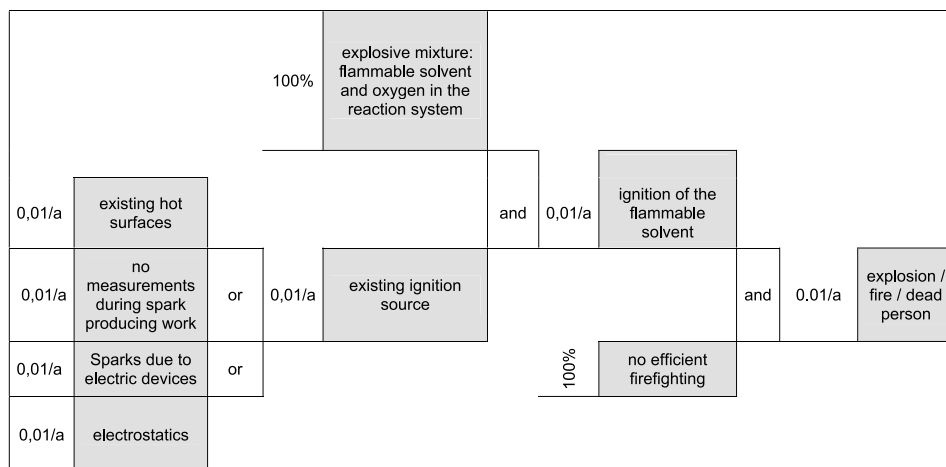 100%
explosive mixture:
flammable solvent
and oxygen in the
reaction system
0,01/a
existing hot
surfaces
and
0,01/a
ignition of the
flammable
solvent
0,01/a
no
measurements
during spark
producing work
or
0,01/a
existing ignition
source
and
0.01/a
explosion /
fire / dead
person
0,01/a
Sparks due to
electric devices
or
100%
no efficient
firefighting
0,01/a
electrostatics